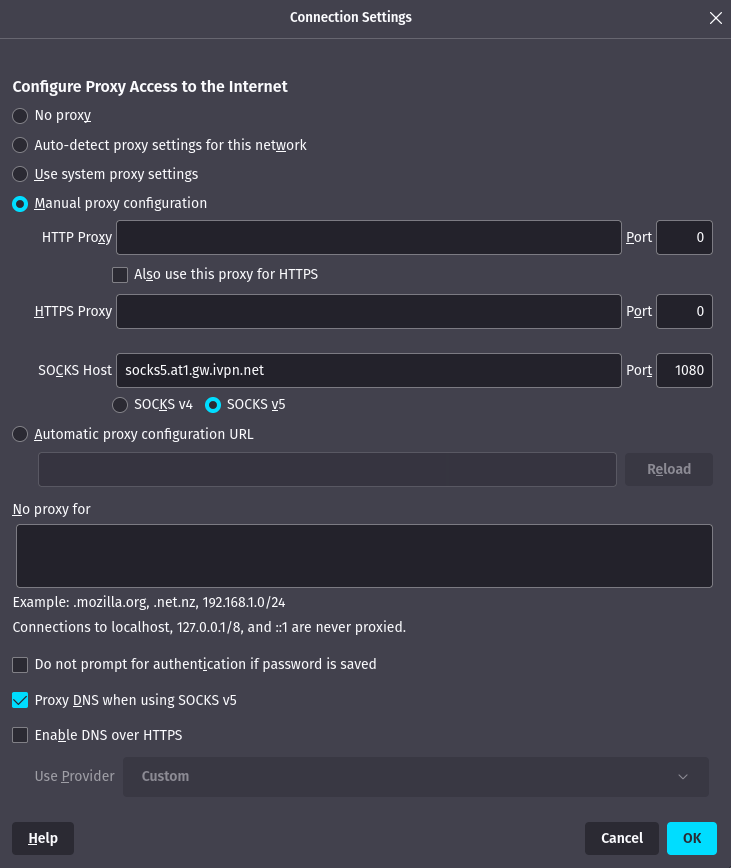 Connection Settings
Configure Proxy Access to the Internet
No proxy
Auto-detect proxy settings for this network
Use system proxy settings
Manual proxy configuration
HTTP Proxy Port 0
Also use this proxy for HTTPS
HTTPS Proxy Port 0
SOCKS Host socks5.at1.gw.ivpn.net Port 1080
SOCKS v4 SOCKS v5
Automatic proxy configuration URL
Reload
No proxy for
Example: .mozilla.org, .net.nz, 192.168.1.0/24
Connections to localhost, 127.0.0.1/8, and ::1 are never proxied.
Do not prompt for authentication if password is saved
Proxy DNS when using SOCKS v5
Enable DNS over HTTPS
Use Provider Custom
Help Cancel OK